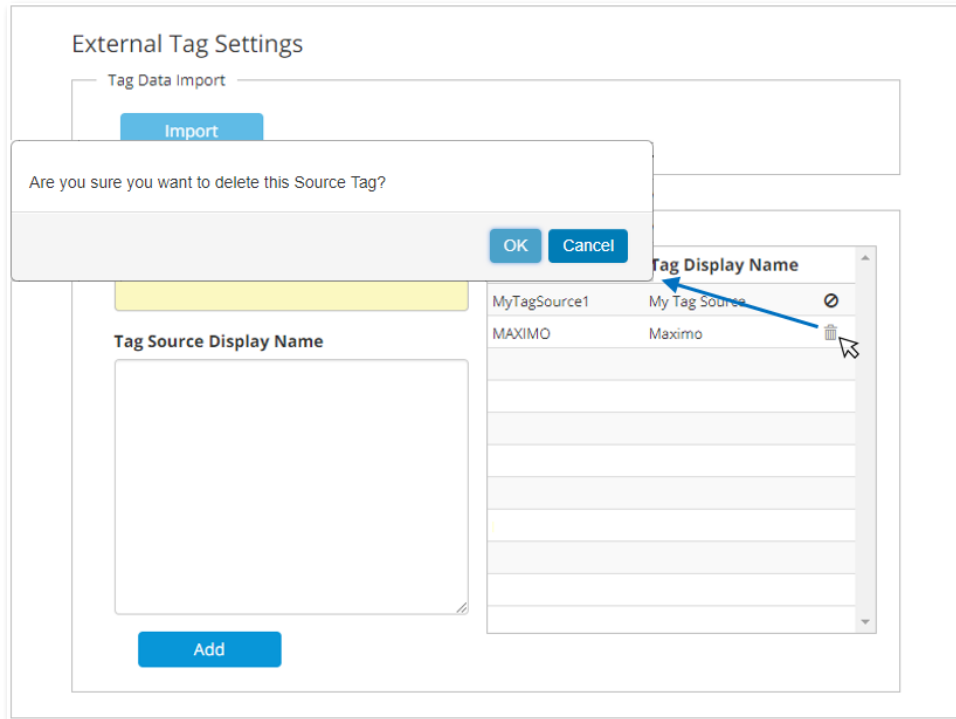 External Tag Settings
Tag Data Import
Import
Are you sure you want to delete this Source Tag?
OK Cancel
Tag Display Name
MyTagSource1 My Tag Source
MAXIMO Maximo
Tag Source Display Name
Add